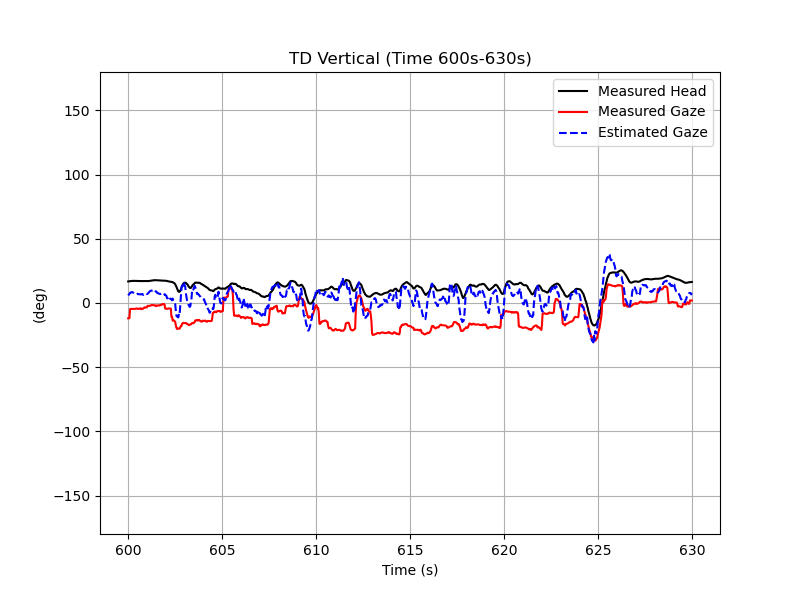 TD Vertical (Time 600s-630s)
Measured Head
Measured Gaze
Estimated Gaze
150
100
50
0
−50
−100
−150
(deg)
600 605 610 615 620 625 630
Time (s)